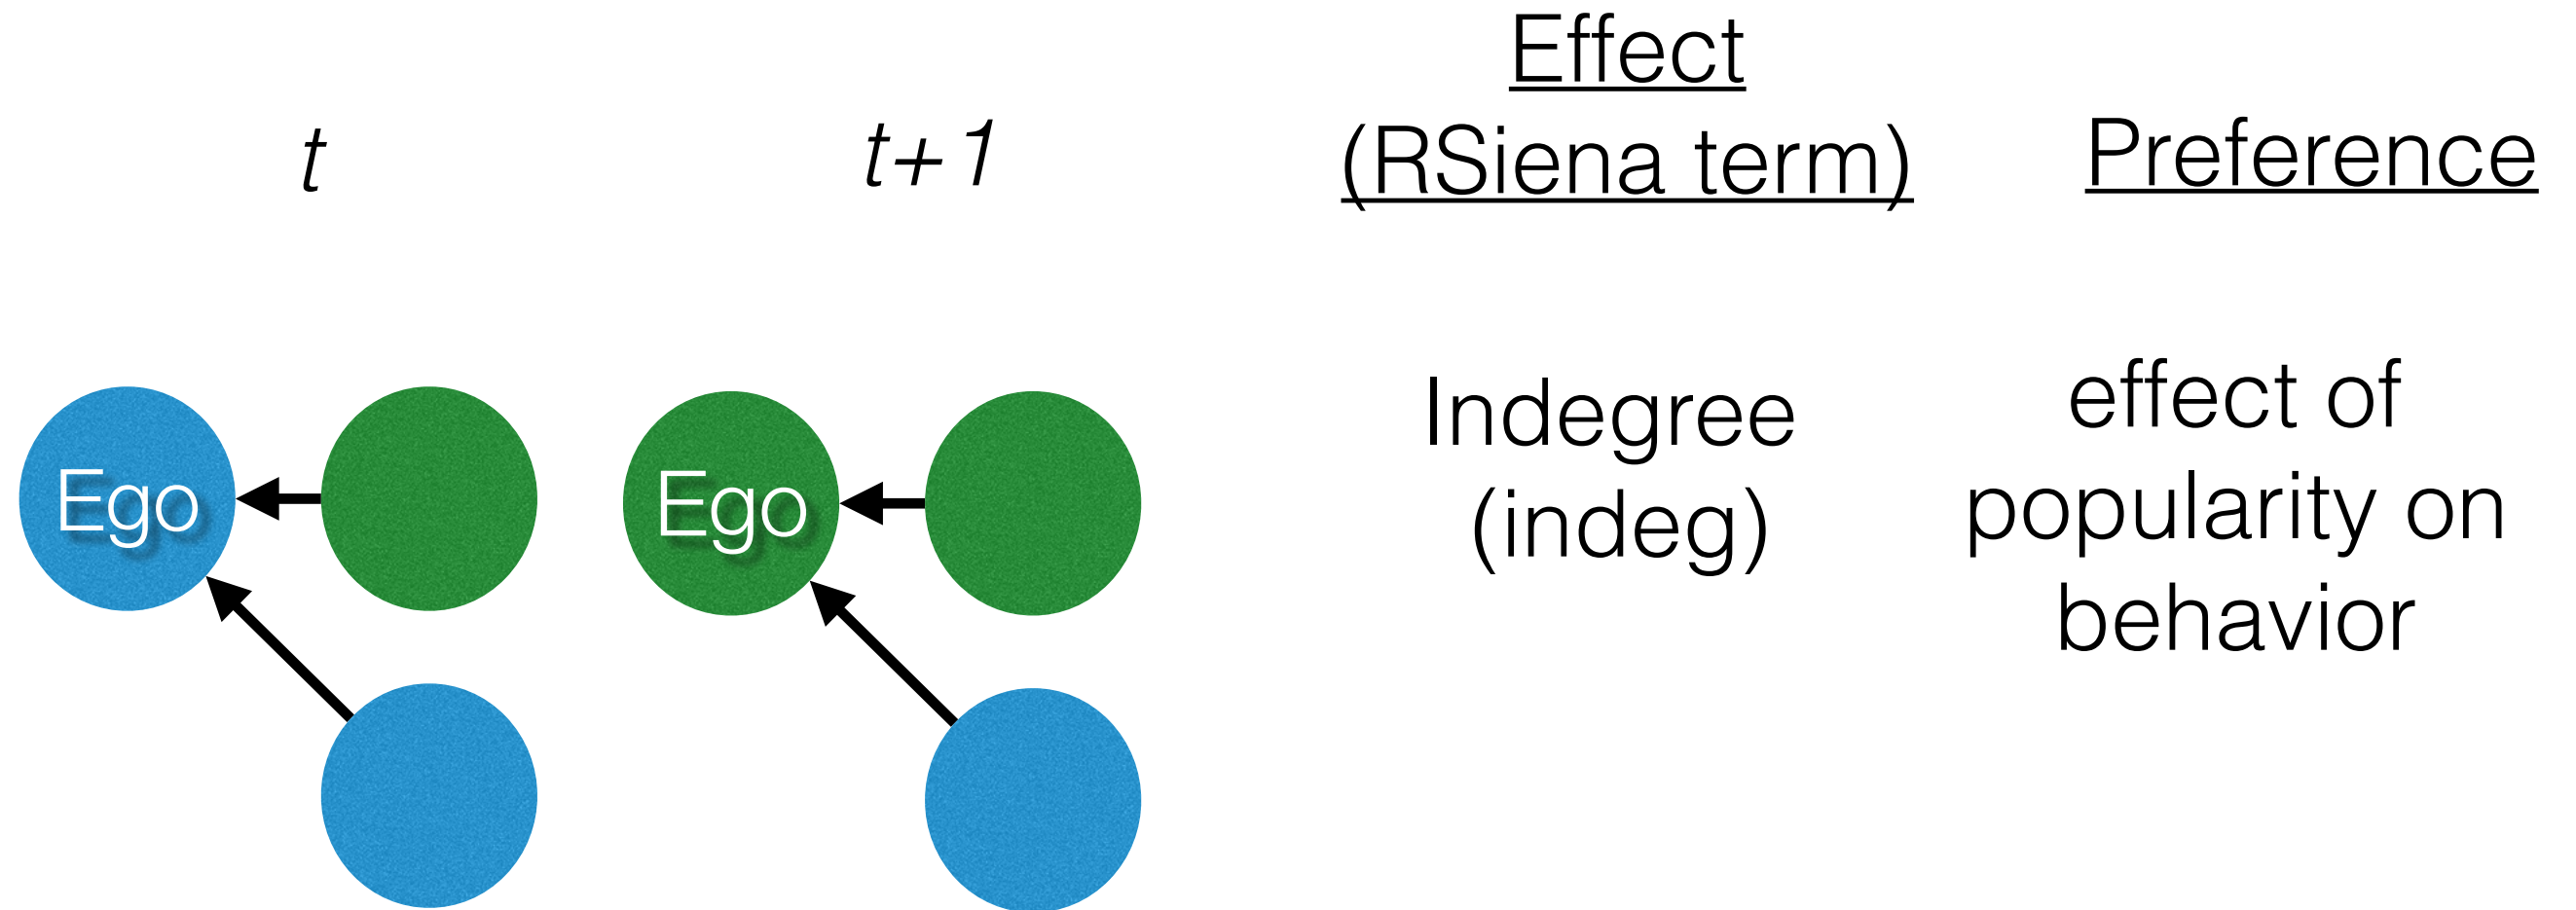 t
t+1
Effect
(RSiena term)
Preference
Ego
Ego
Indegree
(indeg)
effect of
popularity on
behavior